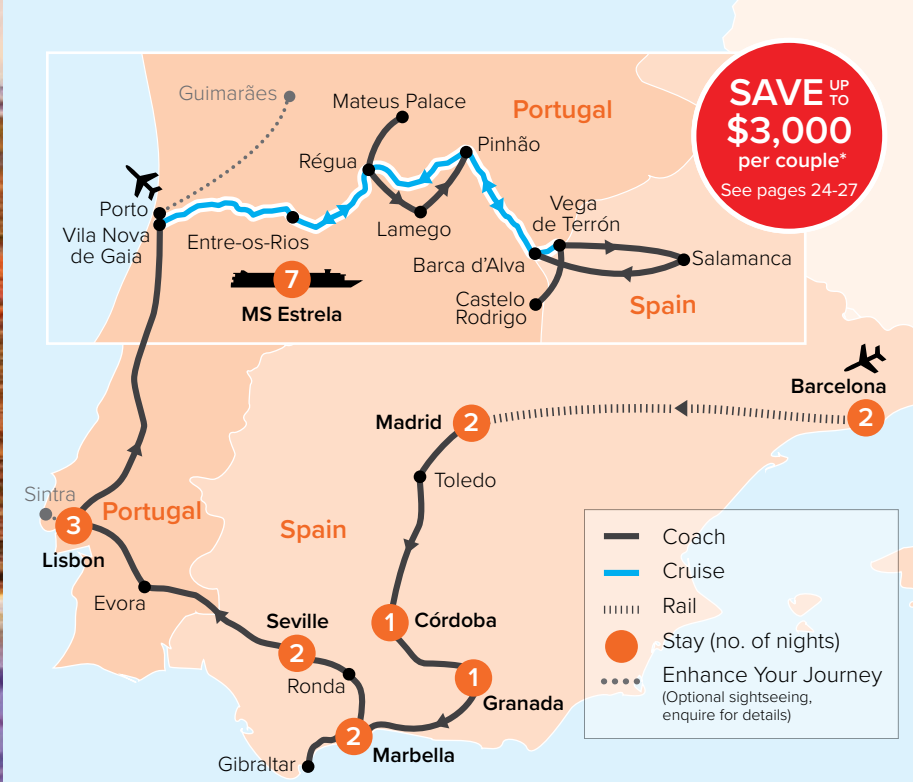 Guimarães
Mateus Palace
Portugal
SAVE UP TO
$3,000
per couple*
See pages 24-27
Régua
Pinhão
Porto
Vila Nova
de Gaia
Entre-os-Rios
Lamego
Vega
de Terrón
Barca d'Alva
Salamanca
7
MS Estrela
Castelo
Rodrigo
Spain
Barcelona
2
Madrid
2
Toledo
Sintra
3
Portugal
Lisbon
Spain
Evora
Seville
2
1
Córdoba
Ronda
1
Granada
2
Marbella
Gibraltar
Coach
Cruise
Rail
Stay (no. of nights)
Enhance Your Journey
(Optional sightseeing,
enquire for details)